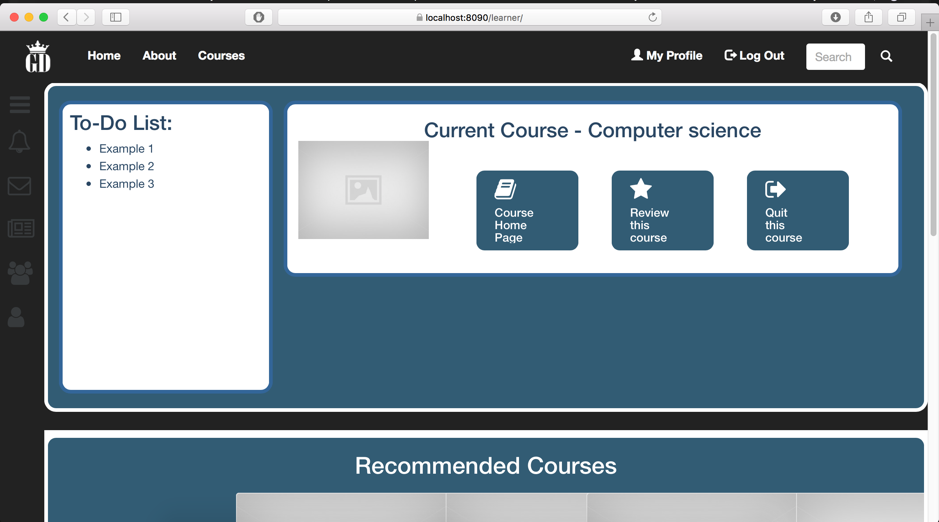 localhost:8090/learner/
Home About Courses My Profile Log Out Search
To-Do List:
Example 1
Example 2
Example 3
Current Course - Computer science
Course
Home
Page
Review
this
course
Quit
this
course
Recommended Courses